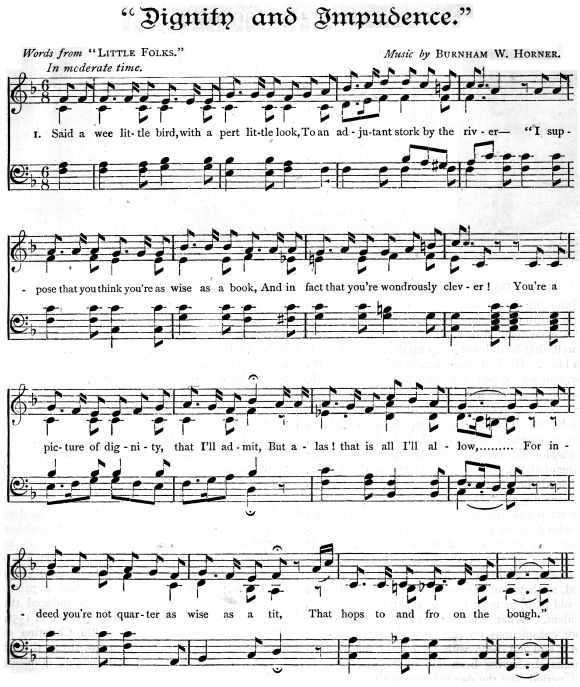 "Dignity and Impudence."
Words from "LITTLE FOLKS."
Music by BURNHAM W. HORNER.
In moderate time.
1. Said a wee lit-tle bird, with a pert lit-tle look, To an ad-ju-tant stork by the riv-er— "I sup-
-pose that you think you're as wise as a book, And in fact that you're wondrously clev-er! You're a
pic-ture of dig-ni-ty, that I'll ad-mit, But a-las! that is all I'll al-low,......... For in-
-deed you're not quar-ter as wise as a tit, That hops to and fro on the bough."